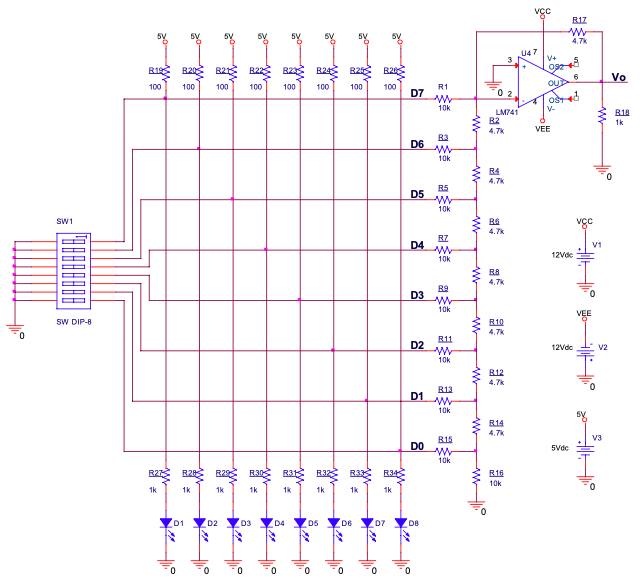 VCC
R17
4.7k
5V 5V 5V 5V 5V 5V 5V 5V
U4
7
V+
3
+
5
OS2
6
OUT
Vo
2
-
1
OS1
4
V-
LM741
VEE
0
R19 R20 R21 R22 R23 R24 R25 R26
100 100 100 100 100 100 100 100
D7
R1
10k
R2
4.7k
R18
1k
0
D6
R3
10k
R4
4.7k
D5
R5
10k
R6
4.7k
SW1
1
SW DIP-8
0
D4
R7
10k
R8
4.7k
D3
R9
10k
R10
4.7k
D2
R11
10k
R12
4.7k
D1
R13
10k
R14
4.7k
D0
R15
10k
R16
10k
0
VCC
12Vdc
+
-
V1
0
VEE
12Vdc
-
+
V2
0
5V
5Vdc
+
-
V3
0
R27 R28 R29 R30 R31 R32 R33 R34
1k 1k 1k 1k 1k 1k 1k 1k
D1 D2 D3 D4 D5 D6 D7 D8
0 0 0 0 0 0 0 0